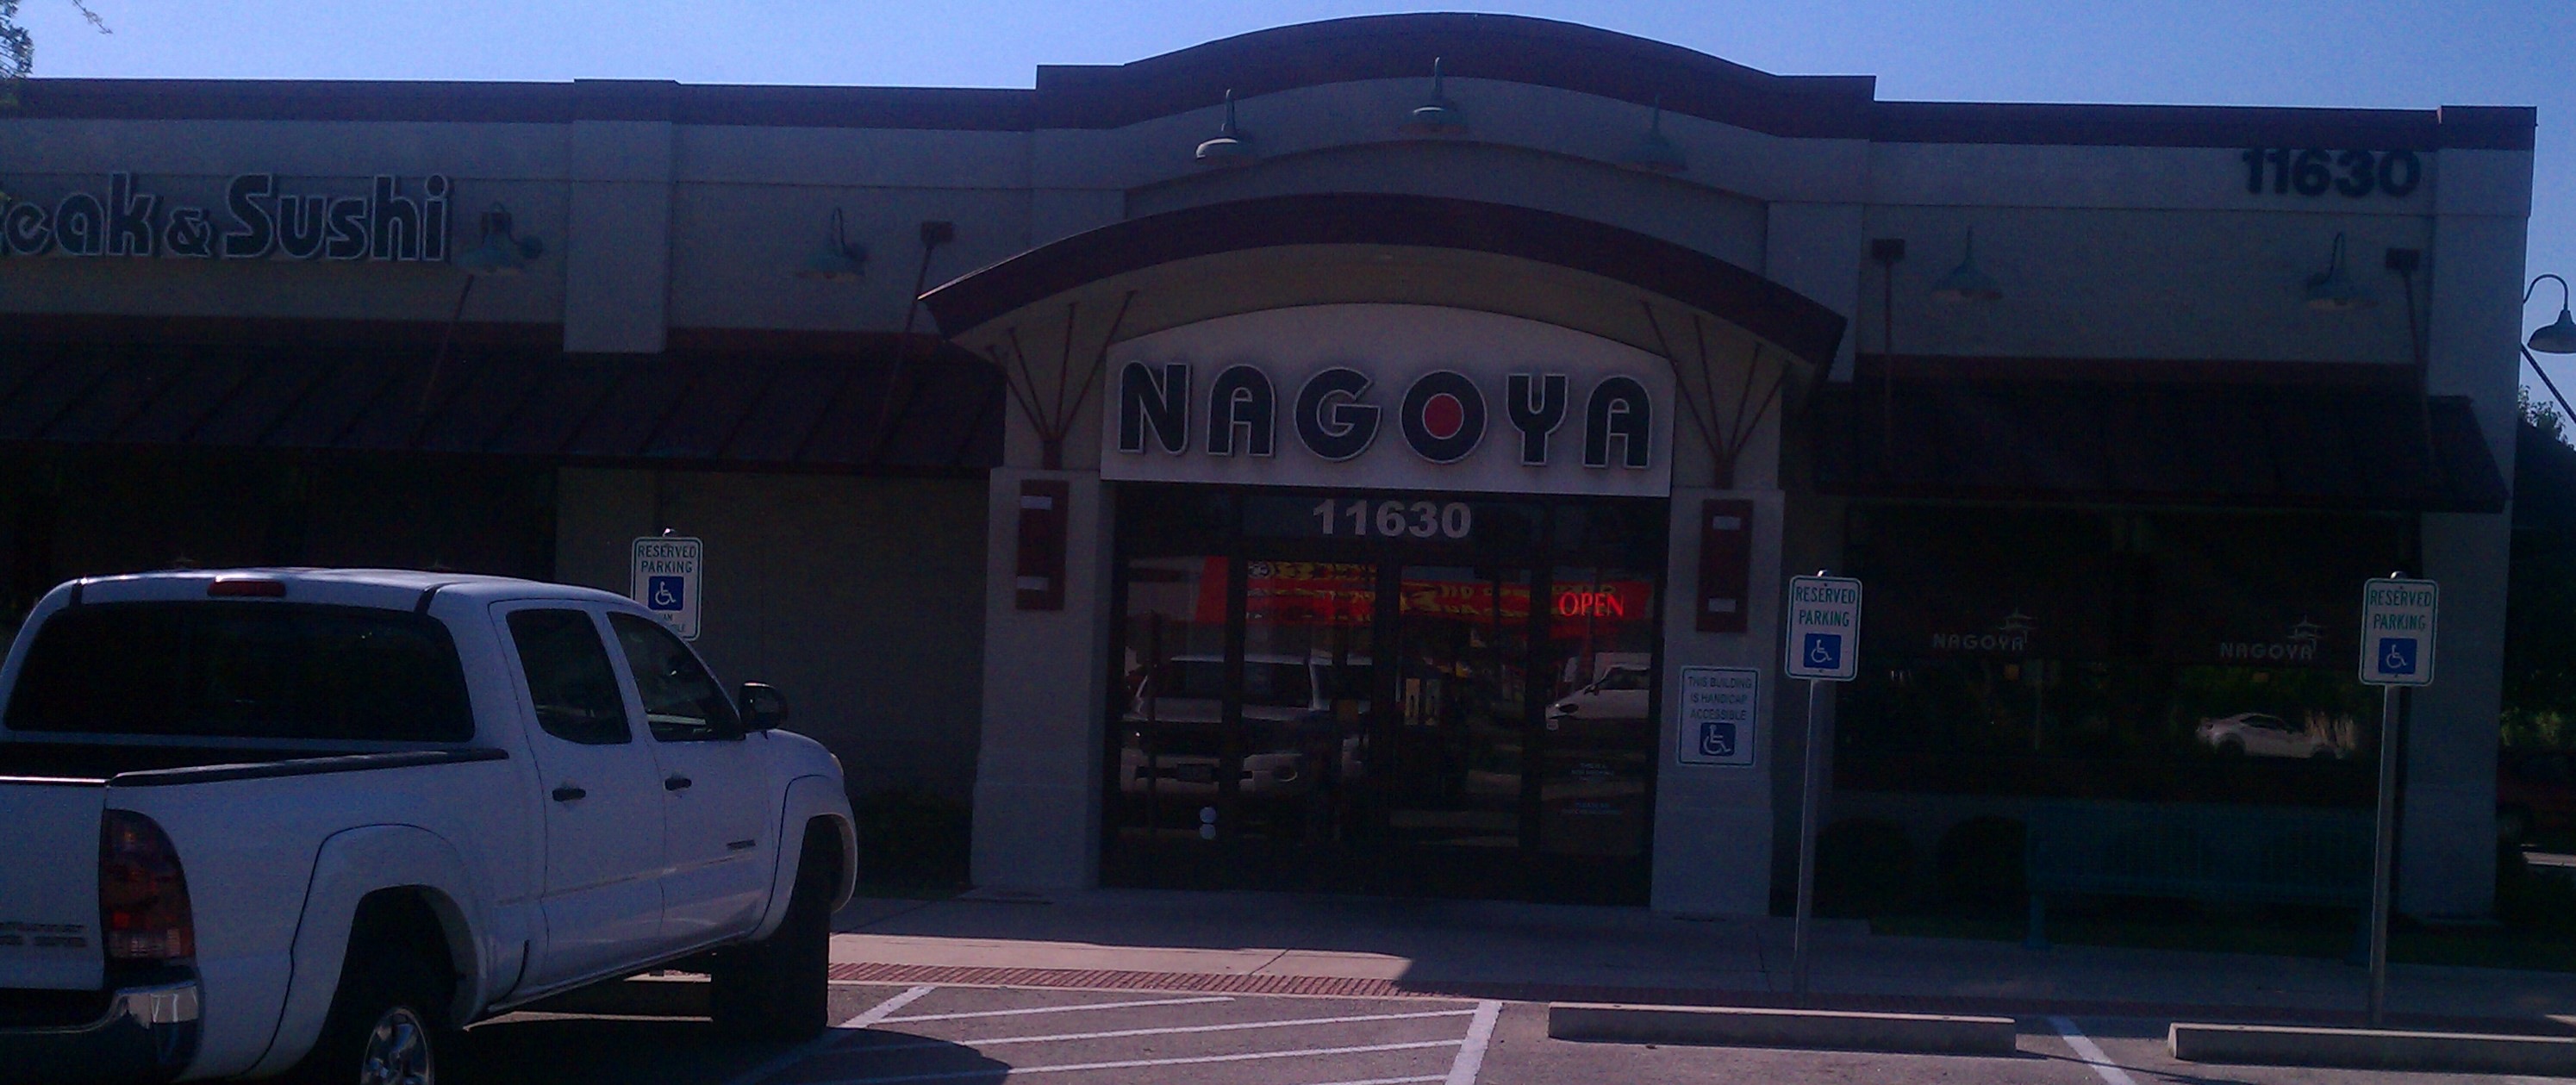 eak & Sushi
11630
NAGOYA
11630
OPEN
RESERVED
PARKING
RESERVED
PARKING
RESERVED
PARKING
THIS BUILDING
IS HANDICAP
ACCESSIBLE
NAGOYA
NAGOYA